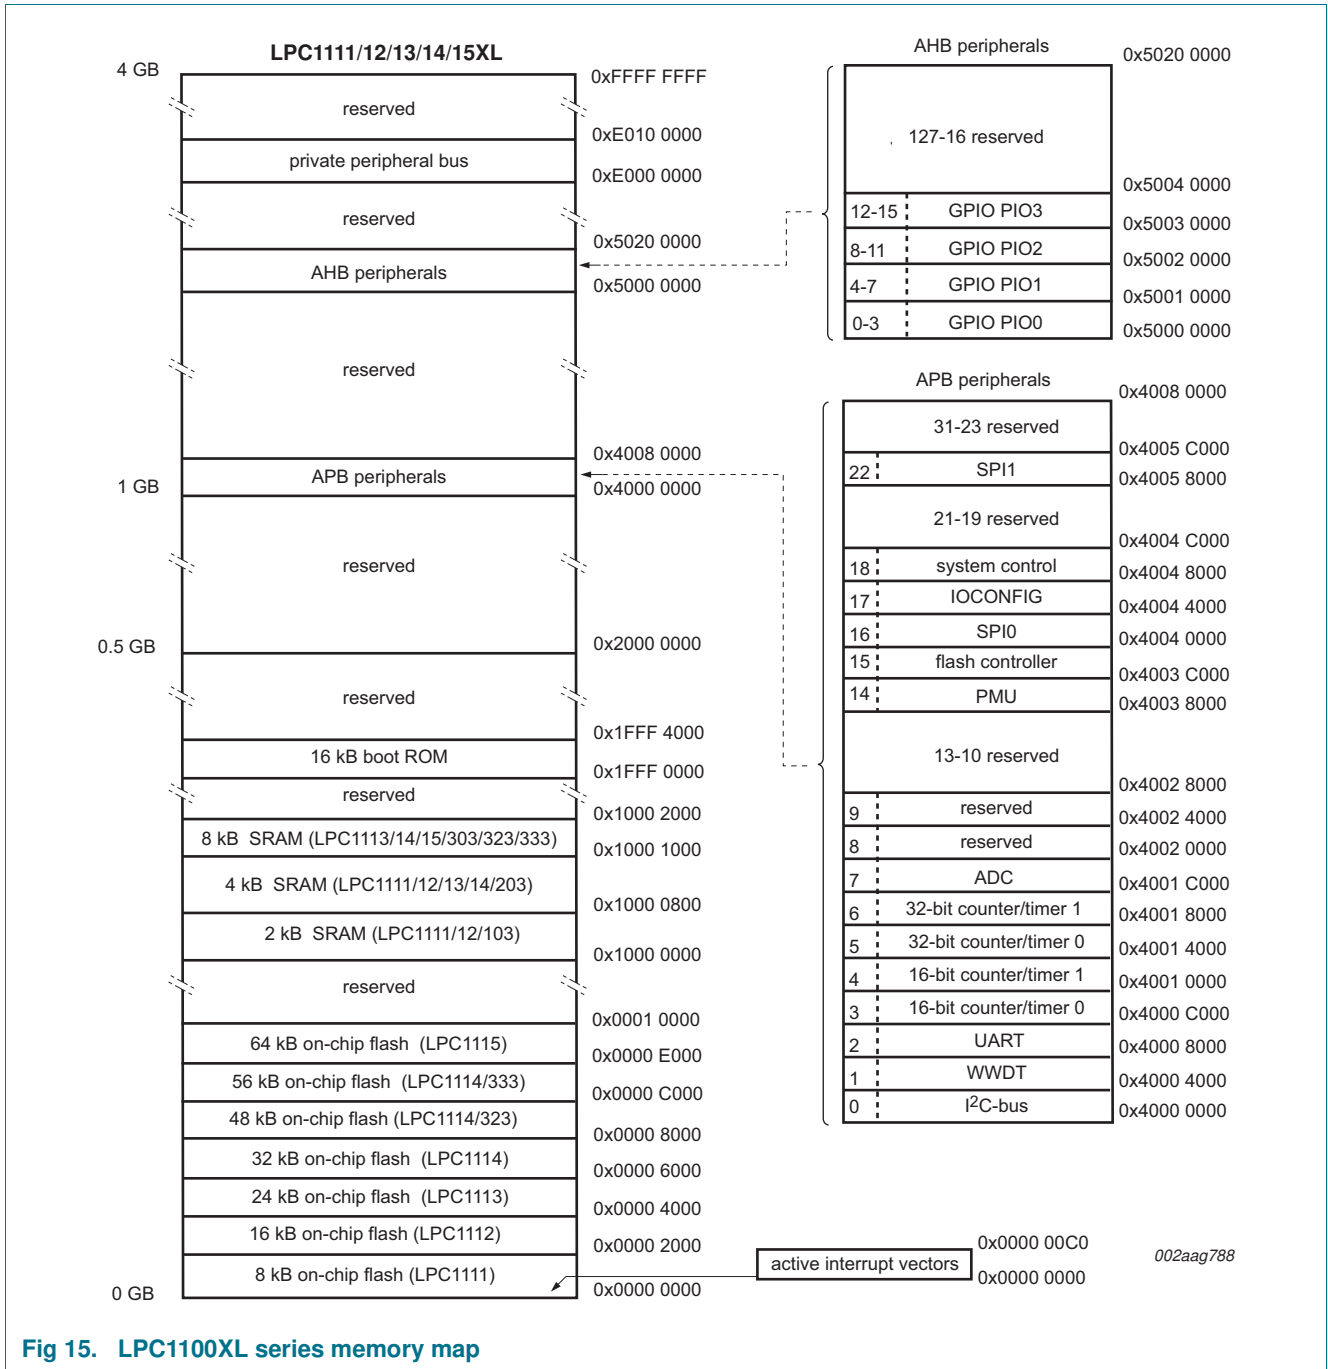 LPC1111/12/13/14/15XL
4 GB
0xFFFF FFFF
reserved
0xE010 0000
private peripheral bus
0xE000 0000
reserved
0x5020 0000
AHB peripherals
0x5000 0000
reserved
0x4008 0000
APB peripherals
1 GB
0x4000 0000
reserved
0.5 GB
0x2000 0000
reserved
0x1FFF 4000
16 kB boot ROM
0x1FFF 0000
reserved
0x1000 2000
8 kB SRAM (LPC1113/14/15/303/323/333)
0x1000 1000
4 kB SRAM (LPC1111/12/13/14/203)
0x1000 0800
2 kB SRAM (LPC1111/12/103)
0x1000 0000
reserved
0x0001 0000
64 kB on-chip flash (LPC1115)
0x0000 E000
56 kB on-chip flash (LPC1114/333)
0x0000 C000
48 kB on-chip flash (LPC1114/323)
0x0000 8000
32 kB on-chip flash (LPC1114)
0x0000 6000
24 kB on-chip flash (LPC1113)
0x0000 4000
16 kB on-chip flash (LPC1112)
0x0000 2000
8 kB on-chip flash (LPC1111)
0 GB
0x0000 0000
AHB peripherals
0x5020 0000
127-16 reserved
0x5004 0000
12-15 GPIO PIO3
0x5003 0000
8-11 GPIO PIO2
0x5002 0000
4-7 GPIO PIO1
0x5001 0000
0-3 GPIO PIO0
0x5000 0000
APB peripherals
0x4008 0000
31-23 reserved
0x4005 C000
22 SPI1
0x4005 8000
21-19 reserved
0x4004 C000
18 system control
0x4004 8000
17 IOCONFIG
0x4004 4000
16 SPI0
0x4004 0000
15 flash controller
0x4003 C000
14 PMU
0x4003 8000
13-10 reserved
0x4002 8000
9 reserved
0x4002 4000
8 reserved
0x4002 0000
7 ADC
0x4001 C000
6 32-bit counter/timer 1
0x4001 8000
5 32-bit counter/timer 0
0x4001 4000
4 16-bit counter/timer 1
0x4001 0000
3 16-bit counter/timer 0
0x4000 C000
2 UART
0x4000 8000
1 WWDT
0x4000 4000
0 I²C-bus
0x4000 0000
0x0000 00C0
active interrupt vectors
0x0000 0000
002aag788
Fig 15. LPC1100XL series memory map